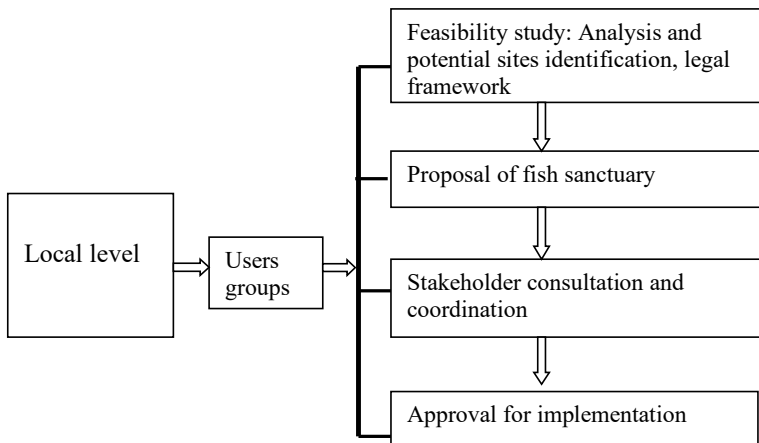 Feasibility study: Analysis and
potential sites identification, legal
framework
Proposal of fish sanctuary
Local level
Users
groups
Stakeholder consultation and
coordination
Approval for implementation